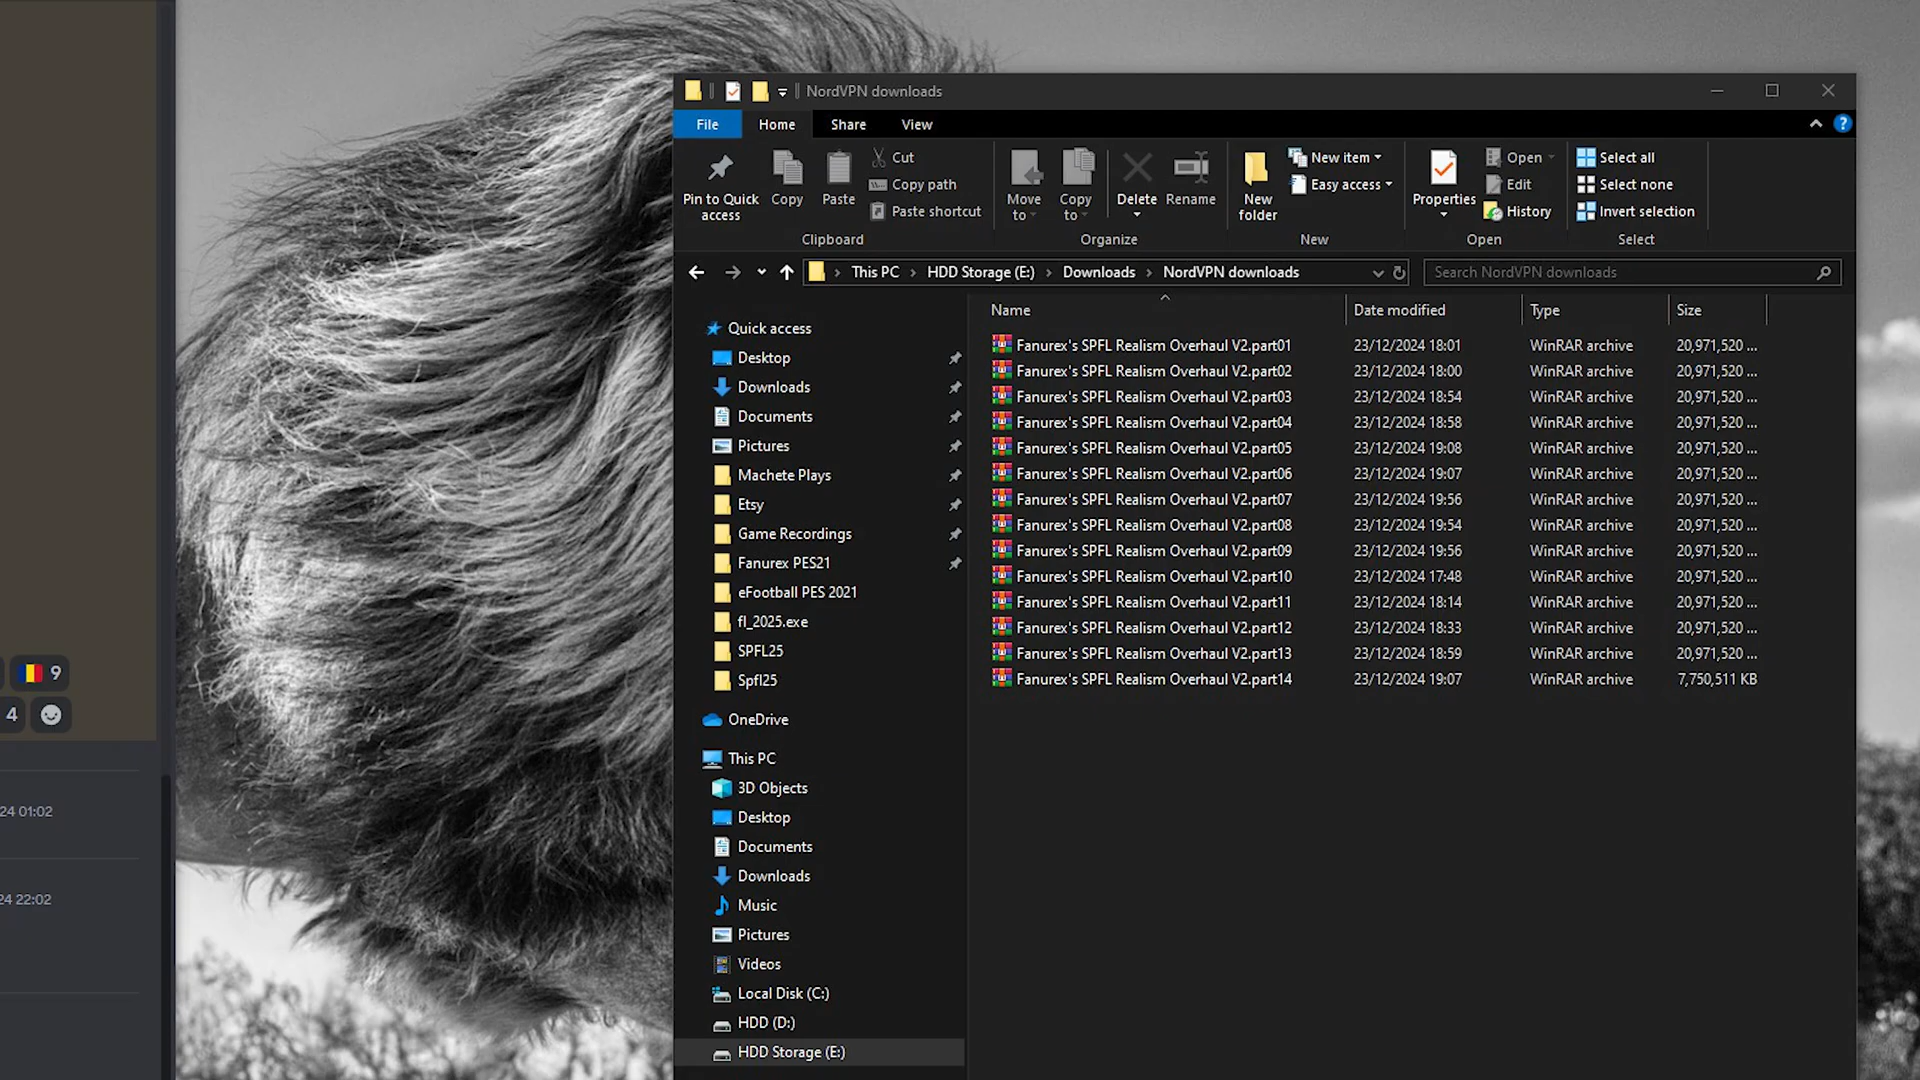 NordVPN downloads
File Home Share View
Pin to Quick access
Copy
Paste
Cut
Copy path
Paste shortcut
Clipboard
Move to
Copy to
Delete
Rename
Organize
New folder
New item
Easy access
New
Properties
Open
Edit
History
Open
Select all
Select none
Invert selection
Select
This PC > HDD Storage (E:) > Downloads > NordVPN downloads
Search NordVPN downloads
Quick access
Desktop
Downloads
Documents
Pictures
Machete Plays
Etsy
Game Recordings
Fanurex PES21
eFootball PES 2021
fl_2025.exe
SPFL25
Spfl25
OneDrive
This PC
3D Objects
Desktop
Documents
Downloads
Music
Pictures
Videos
Local Disk (C:)
HDD (D:)
HDD Storage (E:)
Name Date modified Type Size
Fanurex's SPFL Realism Overhaul V2.part01 23/12/2024 18:01 WinRAR archive 20,971,520 ...
Fanurex's SPFL Realism Overhaul V2.part02 23/12/2024 18:00 WinRAR archive 20,971,520 ...
Fanurex's SPFL Realism Overhaul V2.part03 23/12/2024 18:54 WinRAR archive 20,971,520 ...
Fanurex's SPFL Realism Overhaul V2.part04 23/12/2024 18:58 WinRAR archive 20,971,520 ...
Fanurex's SPFL Realism Overhaul V2.part05 23/12/2024 19:08 WinRAR archive 20,971,520 ...
Fanurex's SPFL Realism Overhaul V2.part06 23/12/2024 19:07 WinRAR archive 20,971,520 ...
Fanurex's SPFL Realism Overhaul V2.part07 23/12/2024 19:56 WinRAR archive 20,971,520 ...
Fanurex's SPFL Realism Overhaul V2.part08 23/12/2024 19:54 WinRAR archive 20,971,520 ...
Fanurex's SPFL Realism Overhaul V2.part09 23/12/2024 19:56 WinRAR archive 20,971,520 ...
Fanurex's SPFL Realism Overhaul V2.part10 23/12/2024 17:48 WinRAR archive 20,971,520 ...
Fanurex's SPFL Realism Overhaul V2.part11 23/12/2024 18:14 WinRAR archive 20,971,520 ...
Fanurex's SPFL Realism Overhaul V2.part12 23/12/2024 18:33 WinRAR archive 20,971,520 ...
Fanurex's SPFL Realism Overhaul V2.part13 23/12/2024 18:59 WinRAR archive 20,971,520 ...
Fanurex's SPFL Realism Overhaul V2.part14 23/12/2024 19:07 WinRAR archive 7,750,511 KB
9
4
24 01:02
24 22:02